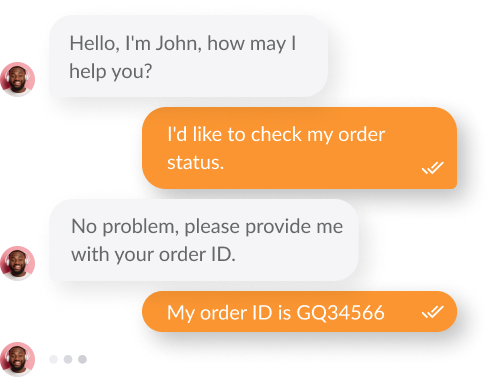 Hello, I'm John, how may I
help you?
I'd like to check my order
status.
No problem, please provide me
with your order ID.
My order ID is GQ34566